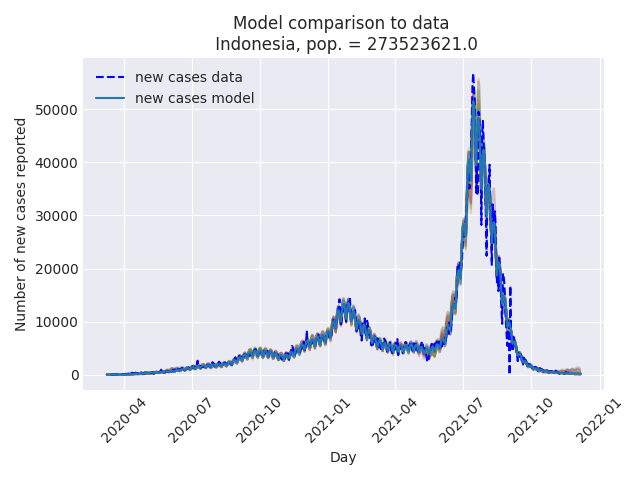 Model comparison to data
Indonesia, pop. = 273523621.0
new cases data
new cases model
Number of new cases reported
50000
40000
30000
20000
10000
0
2020-04
2020-07
2020-10
2021-01
2021-04
2021-07
2021-10
2022-01
Day